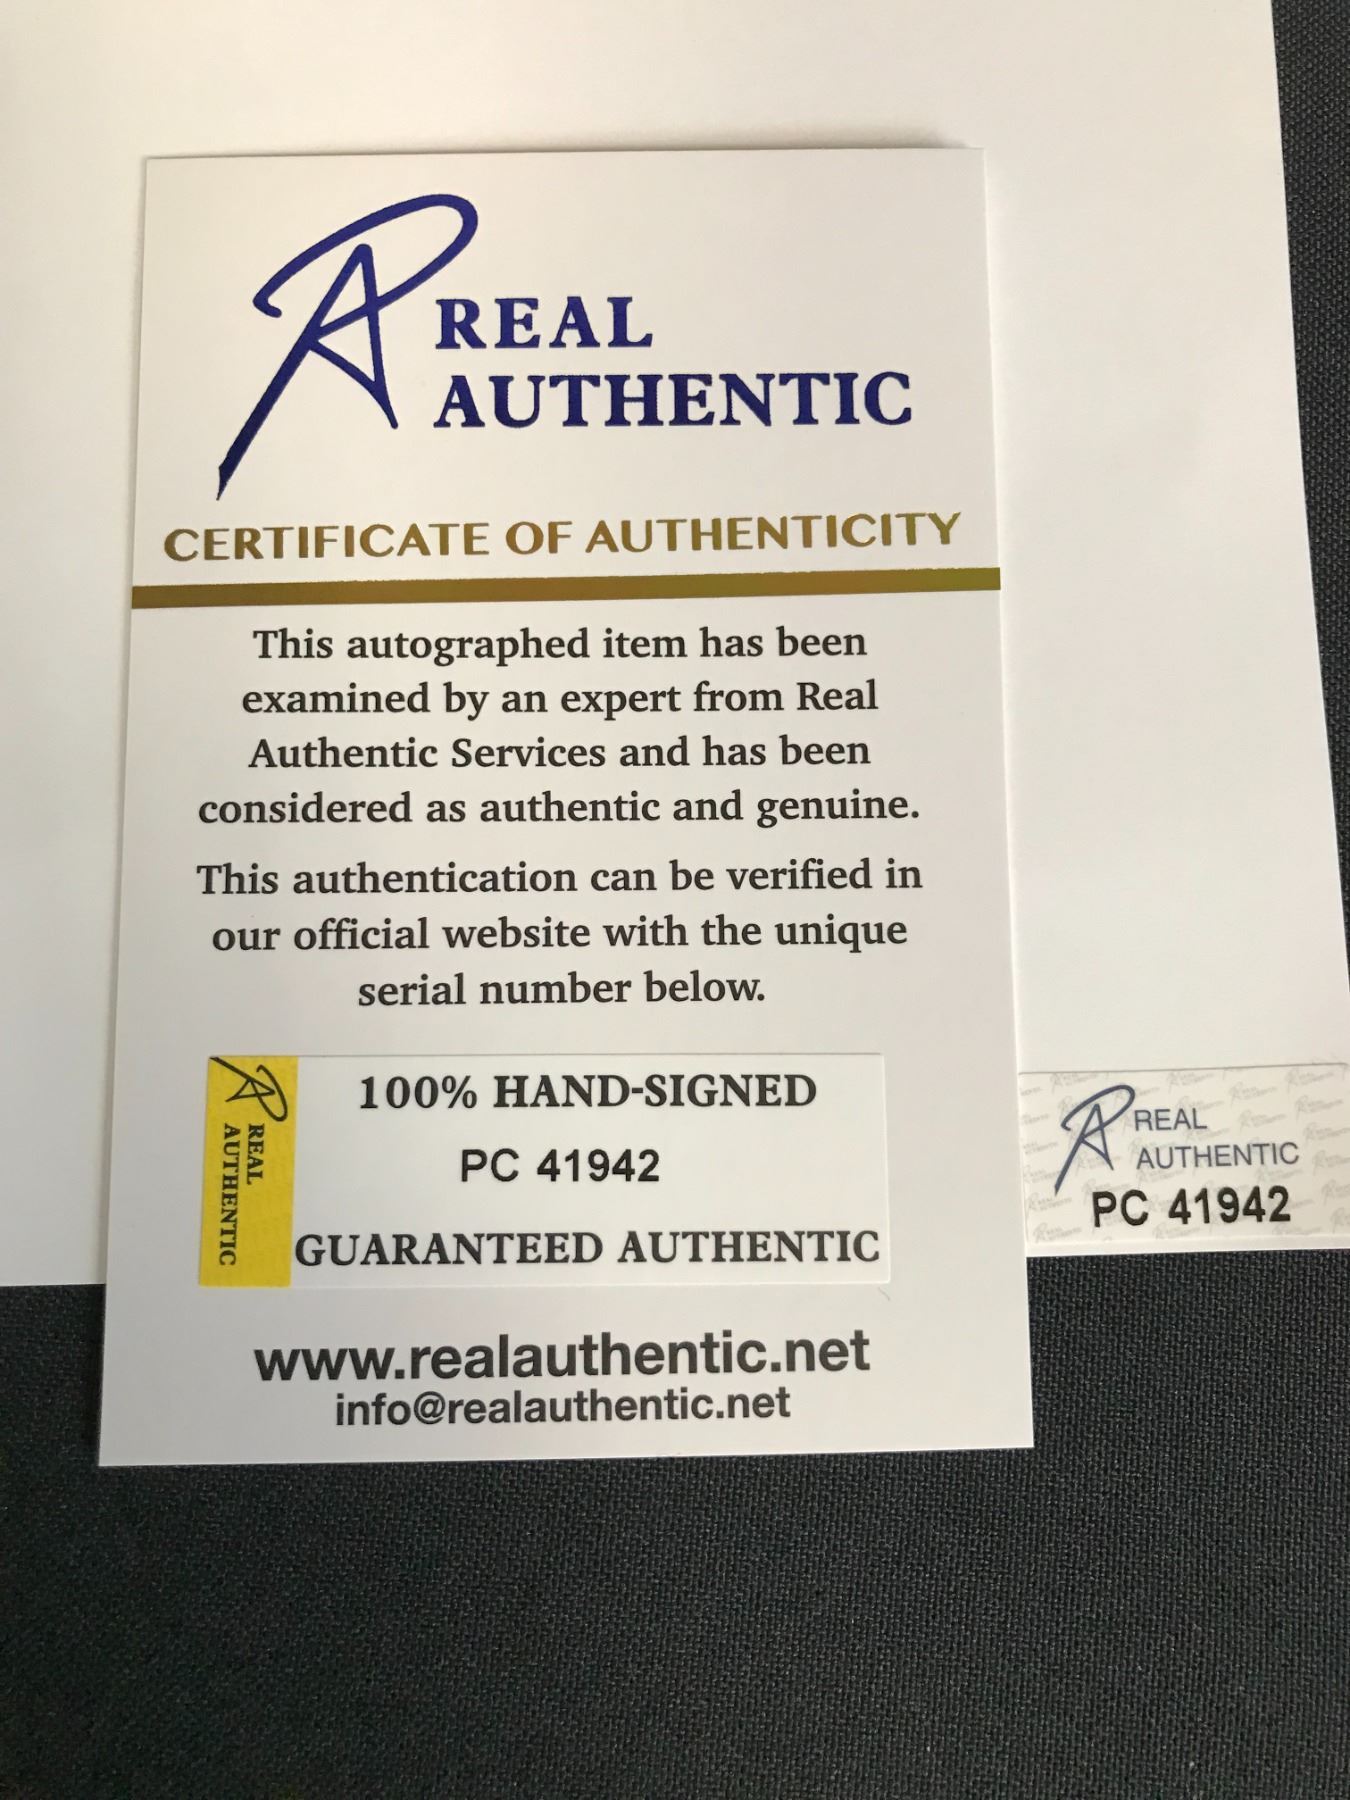 REAL
AUTHENTIC
CERTIFICATE OF AUTHENTICITY
This autographed item has been
examined by an expert from Real
Authentic Services and has been
considered as authentic and genuine.
This authentication can be verified in
our official website with the unique
serial number below.
REAL
AUTHENTIC
100% HAND-SIGNED
PC 41942
GUARANTEED AUTHENTIC
www.realauthentic.net
info@realauthentic.net
REAL
AUTHENTIC
PC 41942